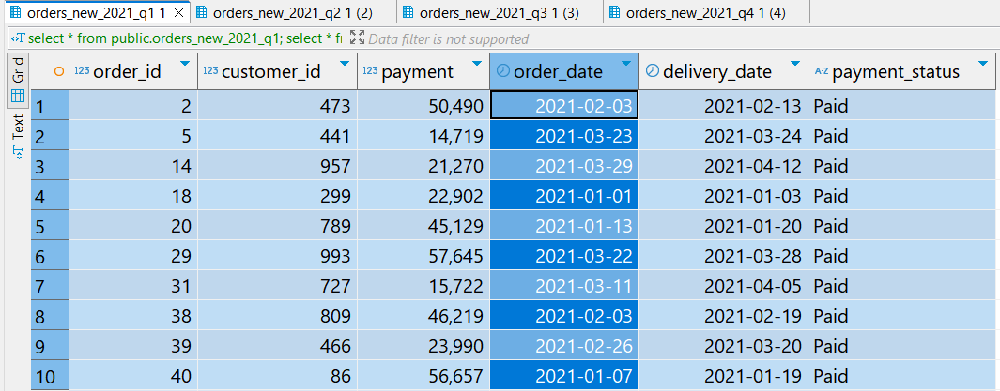 orders_new_2021_q1 1 orders_new_2021_q2 1 (2) orders_new_2021_q3 1 (3) orders_new_2021_q4 1 (4)
select * from public.orders_new_2021_q1; select * f Data filter is not supported
Grid
Text
123 order_id 123 customer_id 123 payment order_date delivery_date A-Z payment_status
1 2 473 50,490 2021-02-03 2021-02-13 Paid
2 5 441 14,719 2021-03-23 2021-03-24 Paid
3 14 957 21,270 2021-03-29 2021-04-12 Paid
4 18 299 22,902 2021-01-01 2021-01-03 Paid
5 20 789 45,129 2021-01-13 2021-01-20 Paid
6 29 993 57,645 2021-03-22 2021-03-28 Paid
7 31 727 15,722 2021-03-11 2021-04-05 Paid
8 38 809 46,219 2021-02-03 2021-02-19 Paid
9 39 466 23,990 2021-02-26 2021-03-20 Paid
10 40 86 56,657 2021-01-07 2021-01-19 Paid